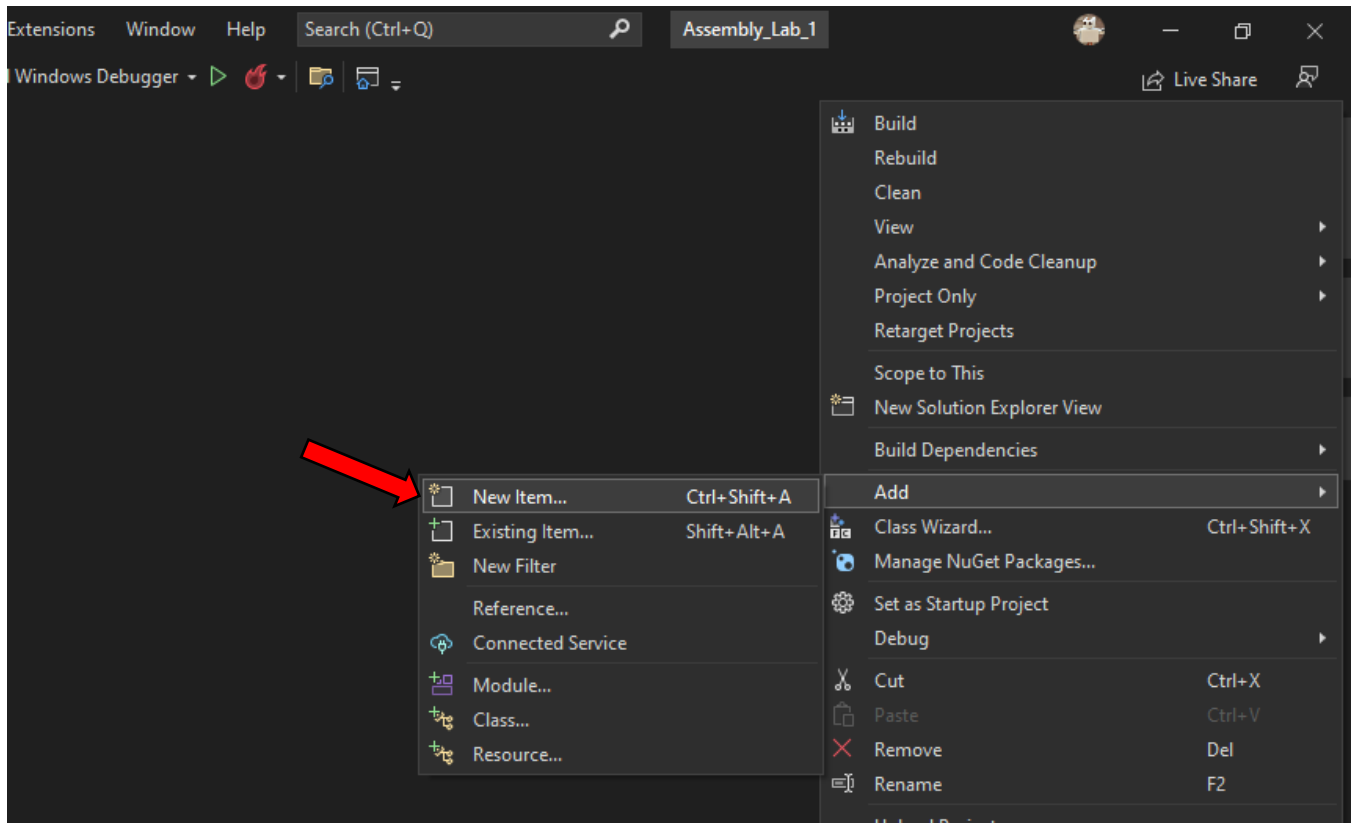 Extensions Window Help Search (Ctrl+Q) Assembly_Lab_1
Windows Debugger Live Share
Build
Rebuild
Clean
View
Analyze and Code Cleanup
Project Only
Retarget Projects
Scope to This
New Solution Explorer View
Build Dependencies
Add
Class Wizard... Ctrl+Shift+X
Manage NuGet Packages...
Set as Startup Project
Debug
Cut Ctrl+X
Paste Ctrl+V
Remove Del
Rename F2
New Item... Ctrl+Shift+A
Existing Item... Shift+Alt+A
New Filter
Reference...
Connected Service
Module...
Class...
Resource...